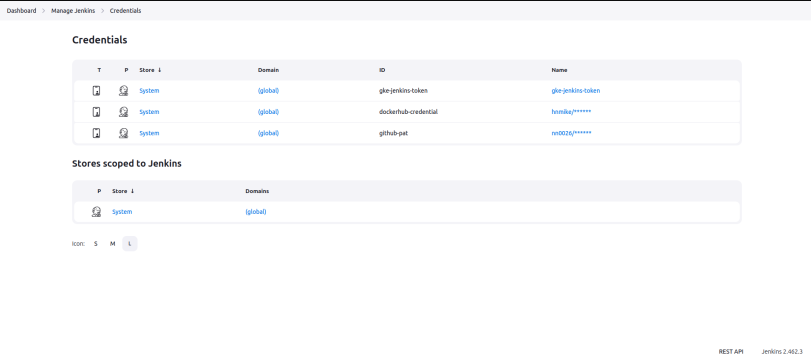 Dashboard > Manage Jenkins > Credentials
Credentials
T P Store ↓ Domain ID Name
System (global) gke-jenkins-token gke-jenkins-token
System (global) dockerhub-credential hnmike/******
System (global) github-pat nn0026/******
Stores scoped to Jenkins
P Store ↓ Domains
System (global)
Icon: S M L
REST API Jenkins 2.462.3